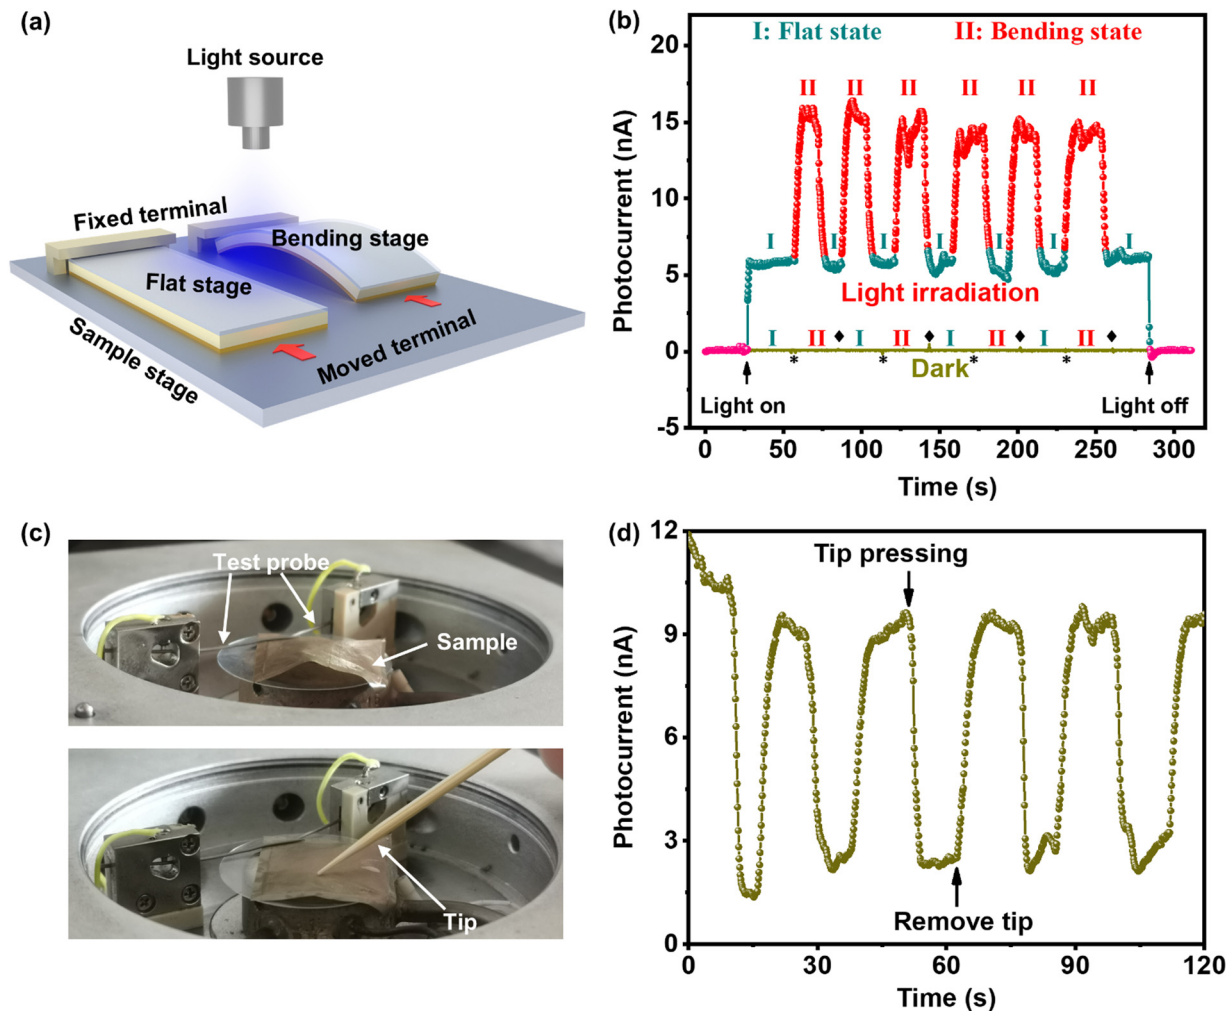 (a)
Light source
Fixed terminal
Bending stage
Flat stage
Sample stage
Moved terminal
(b)
I: Flat state II: Bending state
II II II II II II
I I I I I I I
Light irradiation
I II ♦ I II ♦ I II ♦ I II ♦
* * * *
Dark
Light on
Light off
20
15
10
5
0
-5
0 50 100 150 200 250 300
Photocurrent (nA)
Time (s)
(c)
Test probe
Sample
Tip
(d)
Tip pressing
Remove tip
12
9
6
3
0
0 30 60 90 120
Photocurrent (nA)
Time (s)